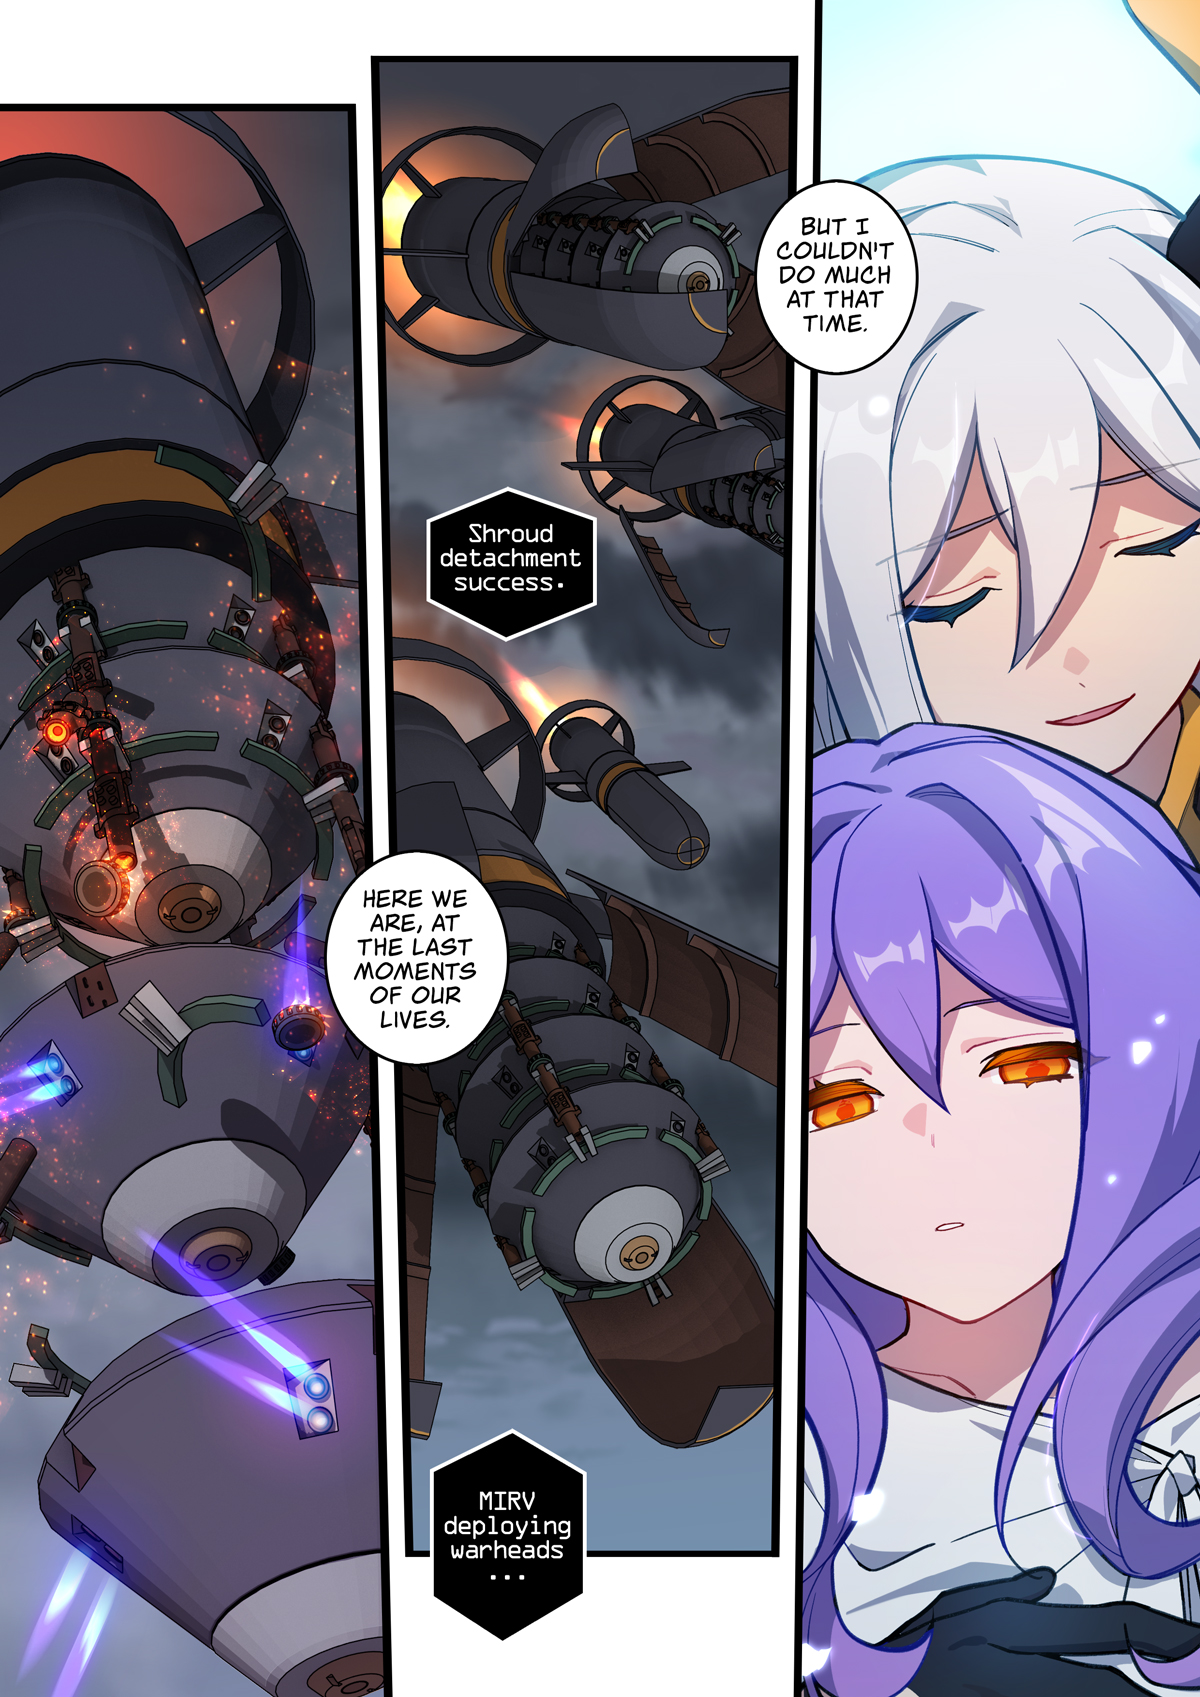 BUT I
COULDN'T
DO MUCH
AT THAT
TIME.
Shroud
detachment
success.
HERE WE
ARE, AT
THE LAST
MOMENTS
OF OUR
LIVES.
MIRV
deploying
warheads
...